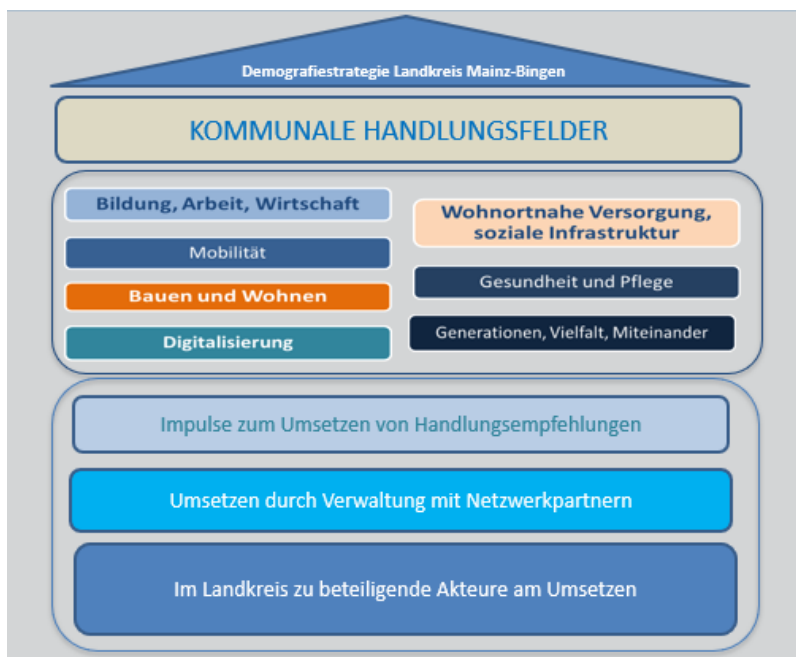 Demografiestrategie Landkreis Mainz-Bingen
KOMMUNALE HANDLUNGSFELDER
Bildung, Arbeit, Wirtschaft
Mobilität
Bauen und Wohnen
Digitalisierung
Wohnortnahe Versorgung,
soziale Infrastruktur
Gesundheit und Pflege
Generationen, Vielfalt, Miteinander
Impulse zum Umsetzen von Handlungsempfehlungen
Umsetzen durch Verwaltung mit Netzwerkpartnern
Im Landkreis zu beteiligende Akteure am Umsetzen